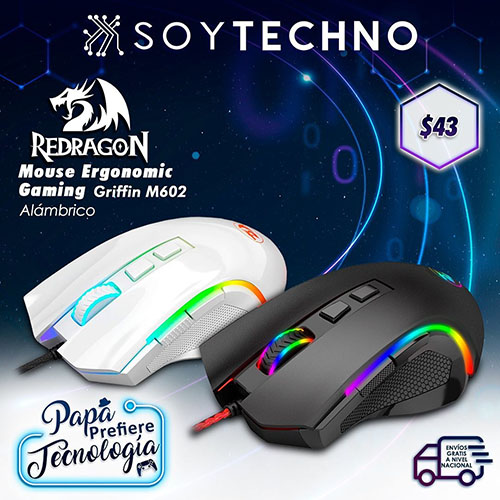 SOYTECHNO
REDRAGON
Mouse Ergonomic
Gaming Griffin M602
Alámbrico
$43
Papá
Prefiere
Tecnología
ENVÍOS
GRATIS
A NIVEL
NACIONAL